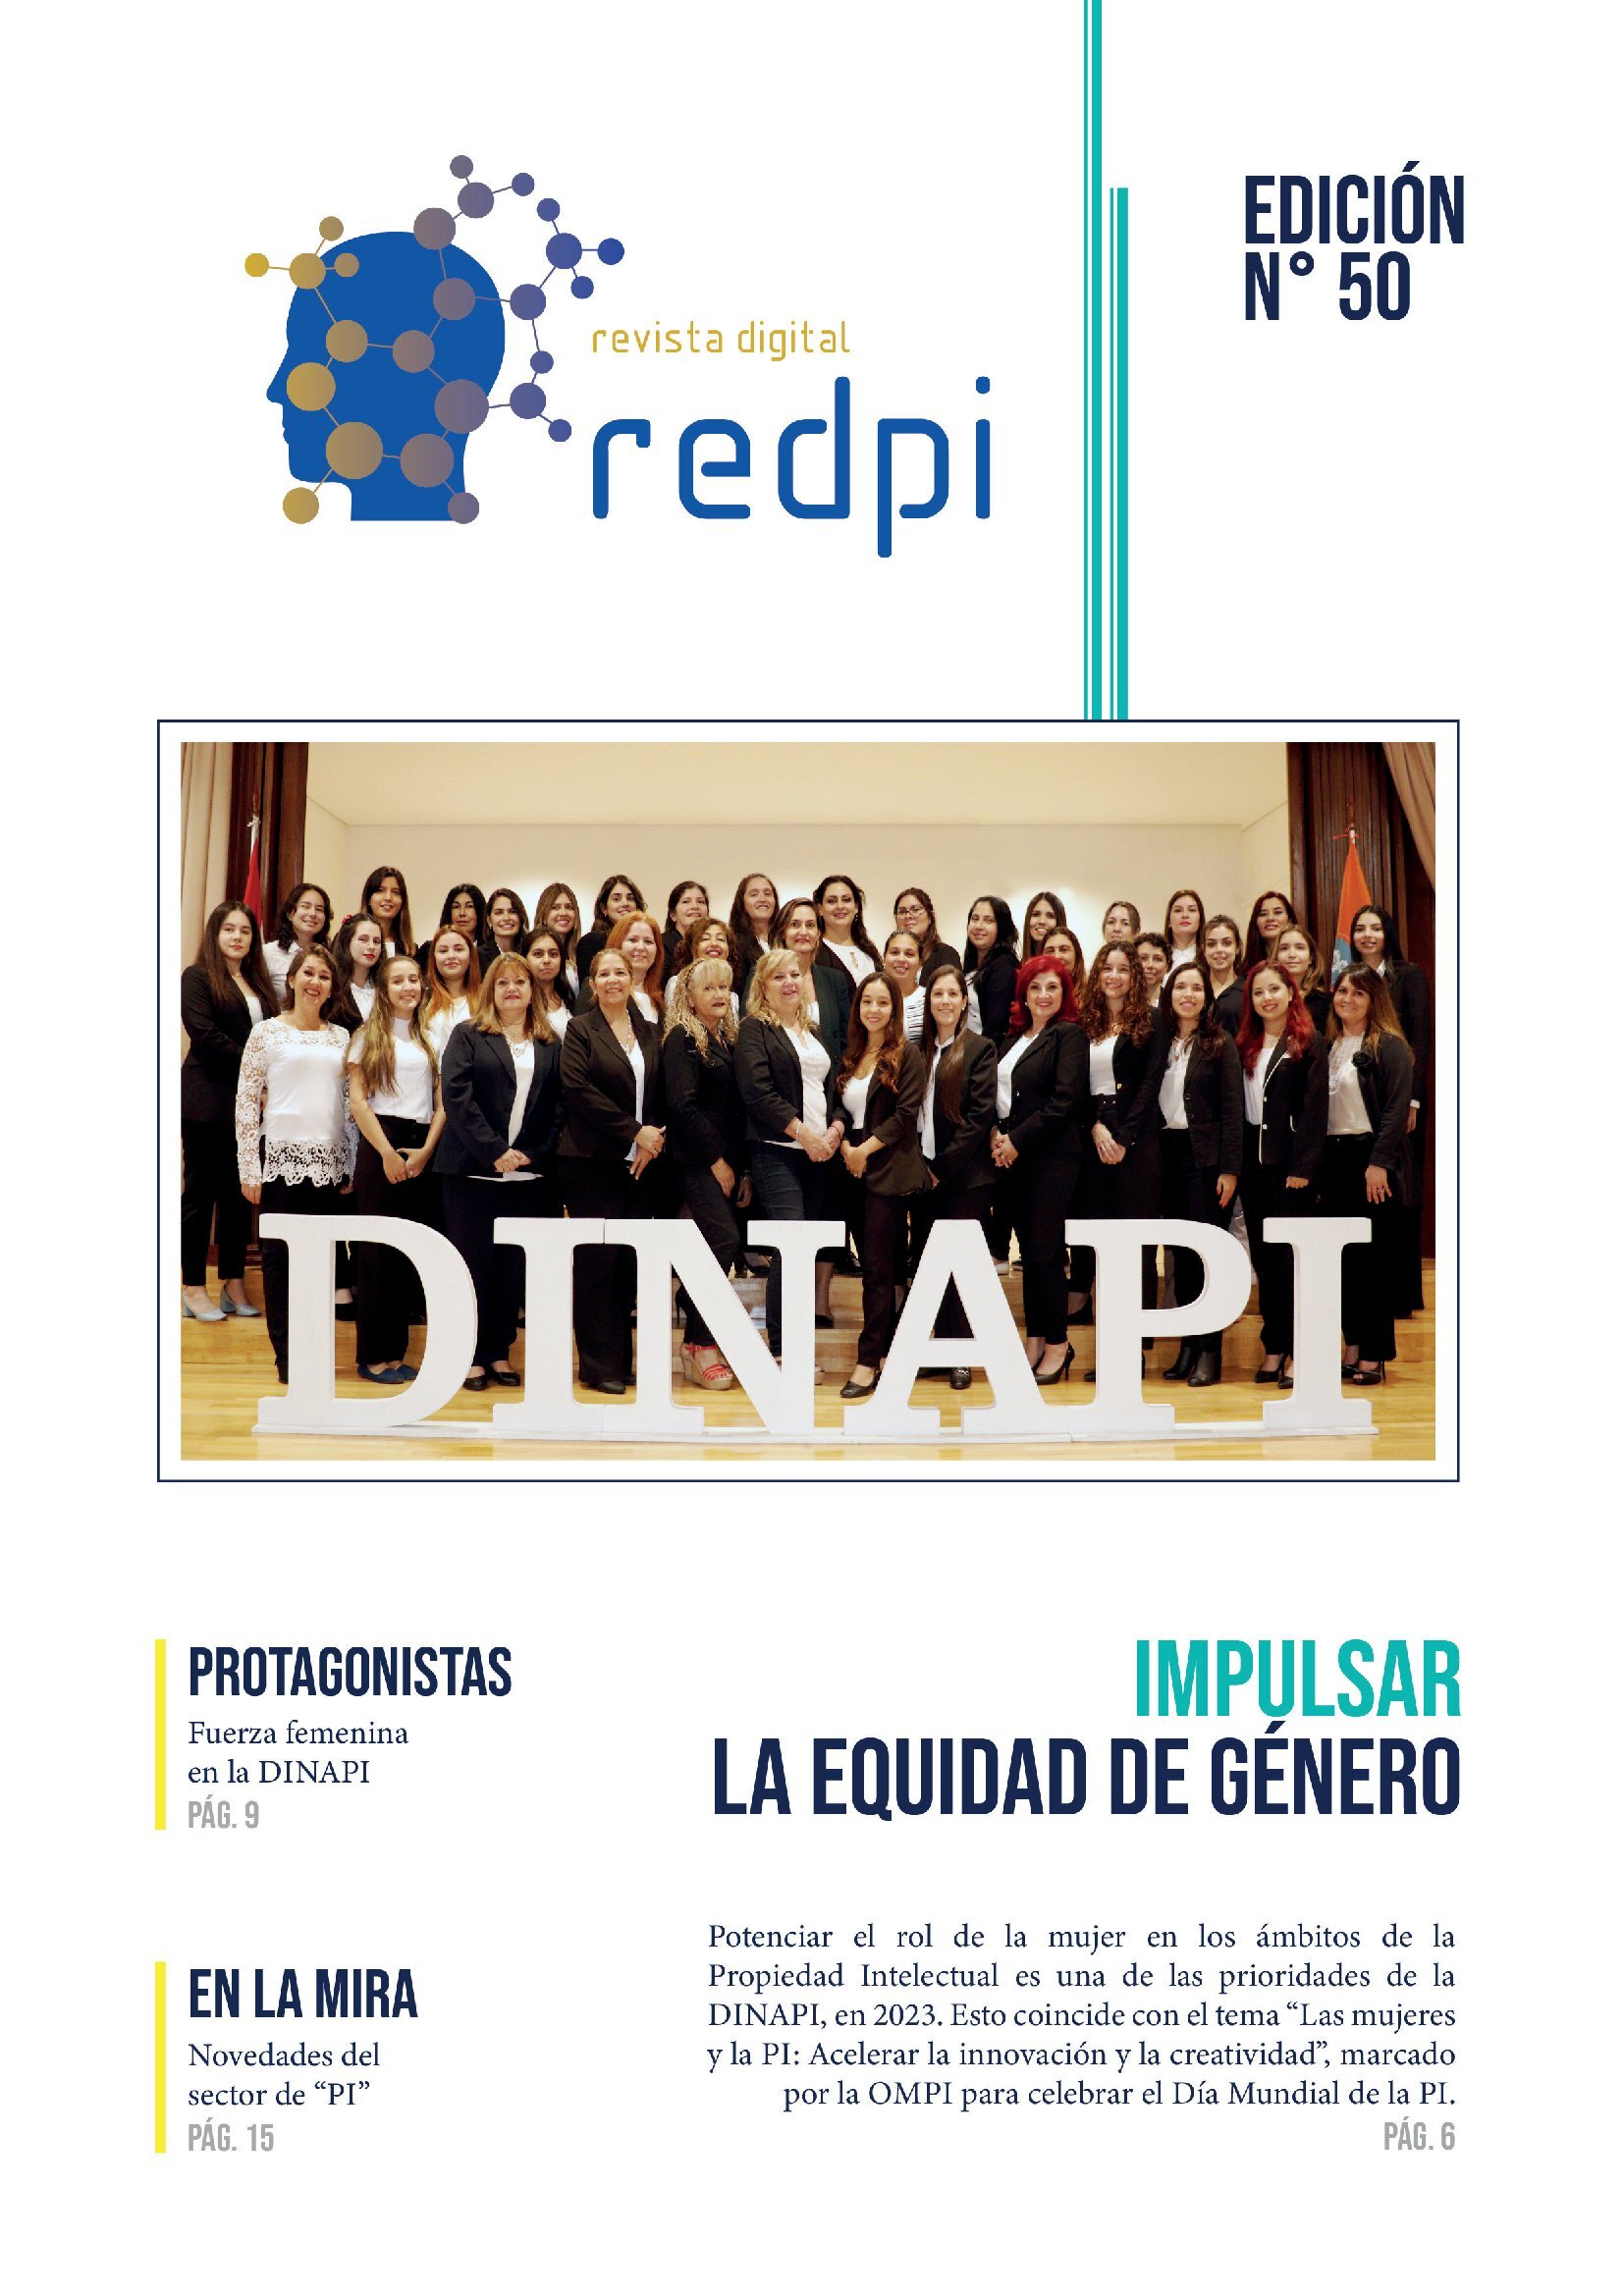 EDICIÓN
N° 50
revista digital
redpi
DINAPI
PROTAGONISTAS
Fuerza femenina
en la DINAPI
PÁG. 9
EN LA MIRA
Novedades del
sector de “PI”
PÁG. 15
IMPULSAR
LA EQUIDAD DE GÉNERO
Potenciar el rol de la mujer en los ámbitos de la
Propiedad Intelectual es una de las prioridades de la
DINAPI, en 2023. Esto coincide con el tema “Las mujeres
y la PI: Acelerar la innovación y la creatividad”, marcado
por la OMPI para celebrar el Día Mundial de la PI.
PÁG. 6